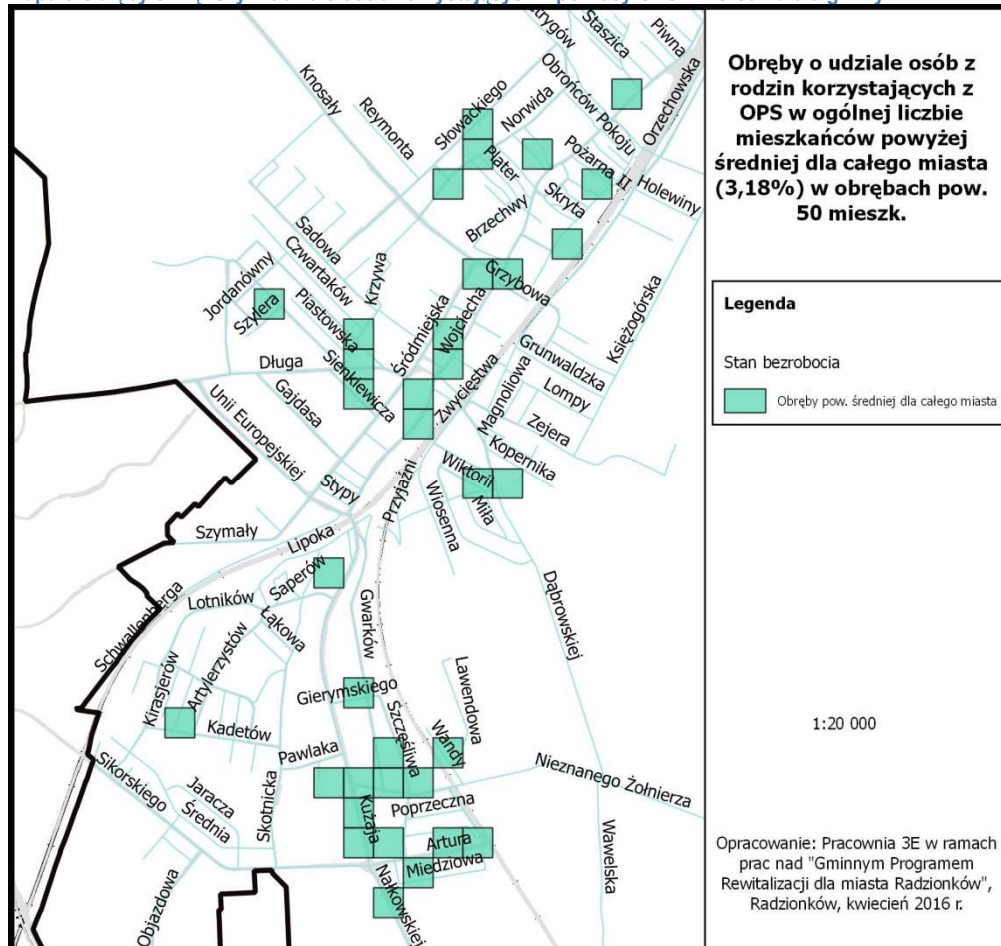 trygów
Staszica
Piwna
Obrońców Pokoju
Orzechowska
Knosały
Reymonta
Słowackiego
Norwida
Plater
Pożarna II
Holewiny
Skryta
Brzechwy
Sadowa
Czwartaków
Krzywa
Grzybowa
Jordanówny
Szylera
Piastowska
Śródmiejska
Wojciecha
Księżogórska
Długa
Sienkiewicza
Zwycięstwa
Grunwaldzka
Magnoliowa
Lompy
Gajdasa
Unii Europejskiej
Zejera
Kopernika
Stypy
Przyjaźni
Wiktorii
Wiosenna
Miła
Szymały
Lipoka
Saperów
Dąbrowskiej
Schwallenberga
Lotników
Gwarków
Łąkowa
Kirasjerów
Artylerzystów
Gierymskiego
Lawendowa
Kadetów
Szczęśliwa
Wandy
Pawlaka
Nieznanego Żołnierza
Sikorskiego
Jaracza
Średnia
Skotnicka
Kużaja
Poprzeczna
Artura
Miedziowa
Wawelska
Objazdowa
Nałkowskiej
Obręby o udziale osób z
rodzin korzystających z
OPS w ogólnej liczbie
mieszkańców powyżej
średniej dla całego miasta
(3,18%) w obrębach pow.
50 mieszk.
Legenda
Stan bezrobocia
Obręby pow. średniej dla całego miasta
1:20 000
Opracowanie: Pracownia 3E w ramach
prac nad "Gminnym Programem
Rewitalizacji dla miasta Radzionków",
Radzionków, kwiecień 2016 r.